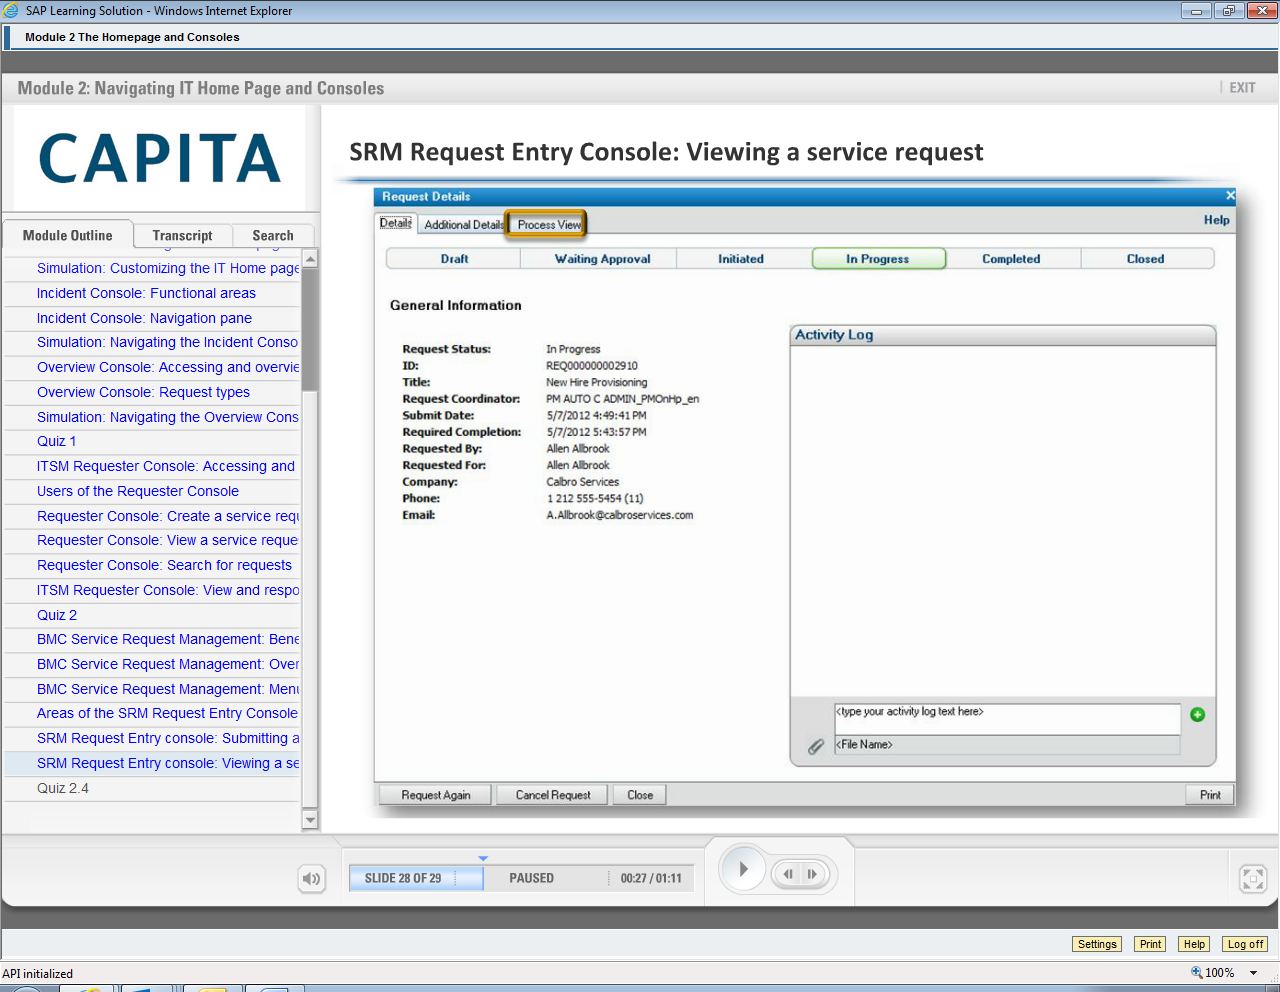 SAP Learning Solution - Windows Internet Explorer
Module 2 The Homepage and Consoles
Module 2: Navigating IT Home Page and Consoles
EXIT
CAPITA
Module Outline
Transcript
Search
Simulation: Customizing the IT Home page
Incident Console: Functional areas
Incident Console: Navigation pane
Simulation: Navigating the Incident Conso
Overview Console: Accessing and overvie
Overview Console: Request types
Simulation: Navigating the Overview Cons
Quiz 1
ITSM Requester Console: Accessing and
Users of the Requester Console
Requester Console: Create a service requ
Requester Console: View a service reque
Requester Console: Search for requests
ITSM Requester Console: View and respo
Quiz 2
BMC Service Request Management: Bene
BMC Service Request Management: Over
BMC Service Request Management: Menu
Areas of the SRM Request Entry Console
SRM Request Entry console: Submitting a
SRM Request Entry console: Viewing a se
Quiz 2.4
SRM Request Entry Console: Viewing a service request
Request Details
Details
Additional Details
Process View
Help
Draft
Waiting Approval
Initiated
In Progress
Completed
Closed
General Information
Request Status: In Progress
ID: REQ000000002910
Title: New Hire Provisioning
Request Coordinator: PM AUTO C ADMIN_PMOnHp_en
Submit Date: 5/7/2012 4:49:41 PM
Required Completion: 5/7/2012 5:43:57 PM
Requested By: Allen Allbrook
Requested For: Allen Allbrook
Company: Calbro Services
Phone: 1 212 555-5454 (11)
Email: A.Allbrook@calbroservices.com
Activity Log
<type your activity log text here>
<File Name>
Request Again
Cancel Request
Close
Print
SLIDE 28 OF 29
PAUSED
00:27 / 01:11
Settings
Print
Help
Log off
API initialized
100%